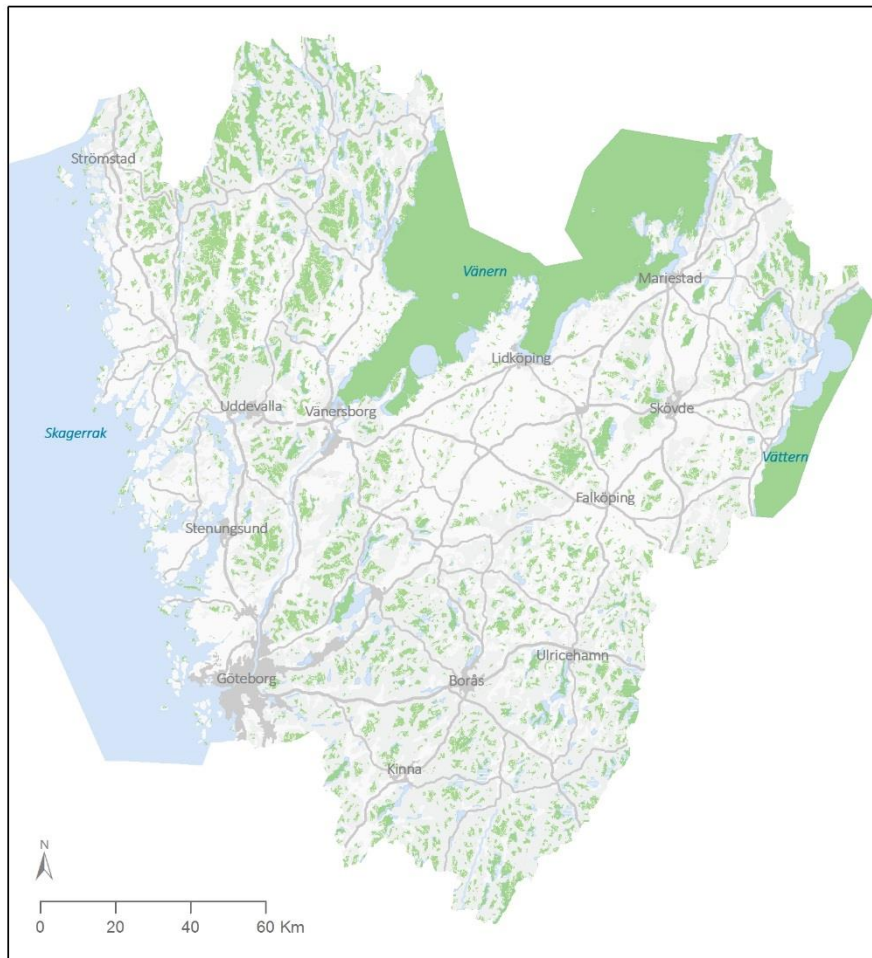 Strömstad
Vänern
Mariestad
Lidköping
Uddevalla
Vänersborg
Skövde
Skagerrak
Vättern
Falköping
Stenungsund
Ulricehamn
Göteborg
Borås
Kinna
N
0 20 40 60 Km